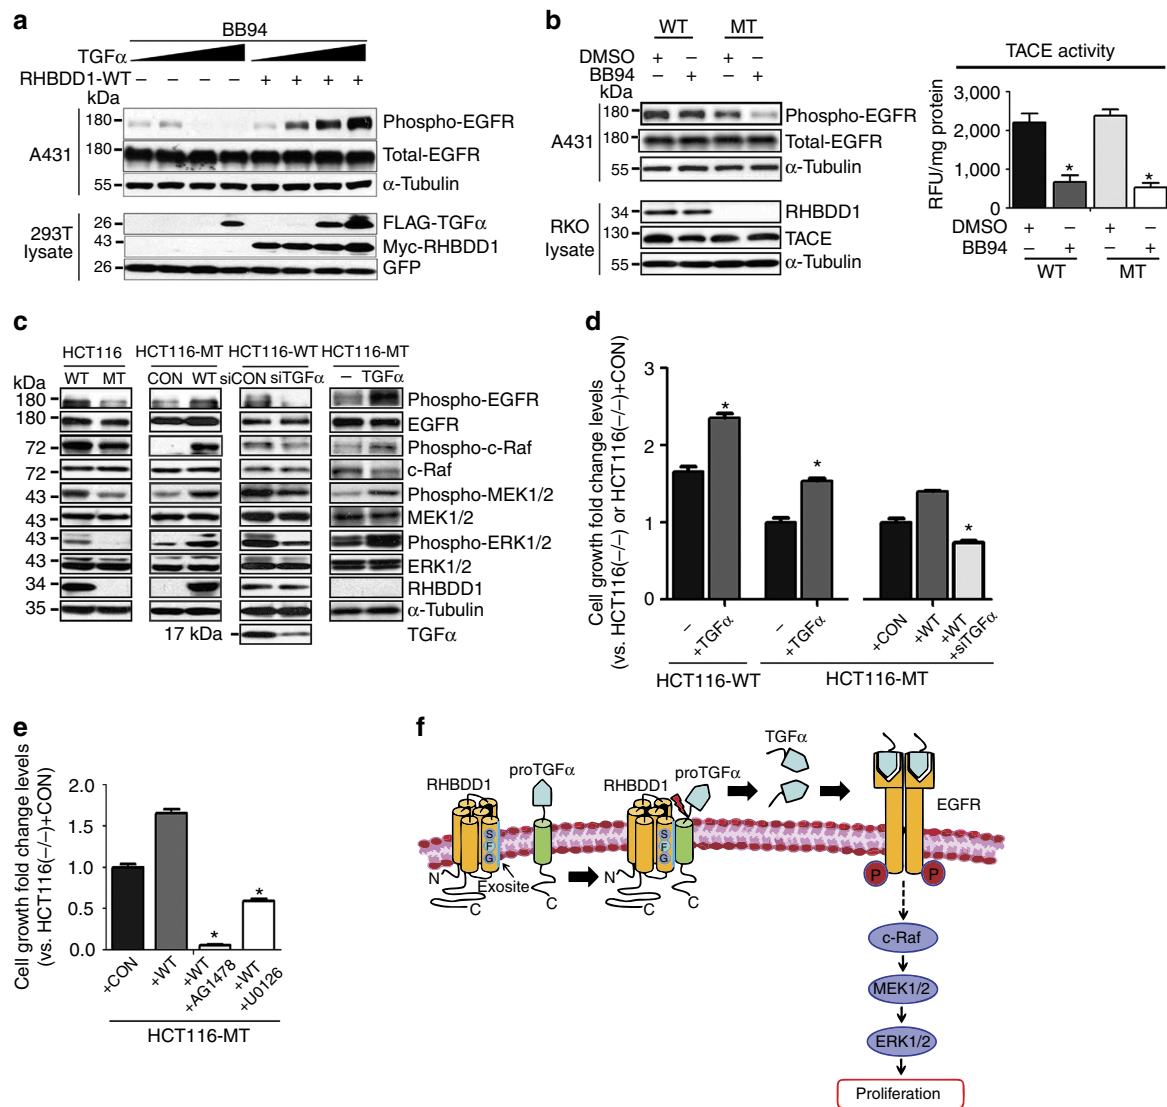 a
BB94
TGFα
RHBDD1-WT – – – – + + + +
kDa
180 Phospho-EGFR
A431 180 Total-EGFR
55 α-Tubulin
26 FLAG-TGFα
293T lysate 43 Myc-RHBDD1
26 GFP
b
WT MT
DMSO + – + –
BB94 – + – +
kDa
180 Phospho-EGFR
A431 180 Total-EGFR
55 α-Tubulin
34 RHBDD1
RKO lysate 130 TACE
55 α-Tubulin
TACE activity
RFU/mg protein
3,000
2,000
1,000
0
* *
DMSO + – + –
BB94 – + – +
WT MT
c
HCT116 HCT116-MT HCT116-WT HCT116-MT
kDa WT MT CON WT siCON siTGFα – TGFα
180 Phospho-EGFR
180 EGFR
72 Phospho-c-Raf
72 c-Raf
43 Phospho-MEK1/2
43 MEK1/2
43 Phospho-ERK1/2
43 ERK1/2
34 RHBDD1
35 α-Tubulin
17 kDa TGFα
d
Cell growth fold change levels
(vs. HCT116(–/–) or HCT116(–/–)+CON)
3
2
1
0
* * *
– +TGFα – +TGFα +CON +WT +WT +siTGFα
HCT116-WT HCT116-MT
e
Cell growth fold change levels
(vs. HCT116(–/–)+CON)
2.0
1.5
1.0
0.5
0.0
* *
+CON +WT +WT +AG1478 +WT +U0126
HCT116-MT
f
RHBDD1 proTGFα
S
F
G
N
Exosite
C C
RHBDD1 proTGFα
S
F
G
N
C C
TGFα
EGFR
P P
c-Raf
MEK1/2
ERK1/2
Proliferation